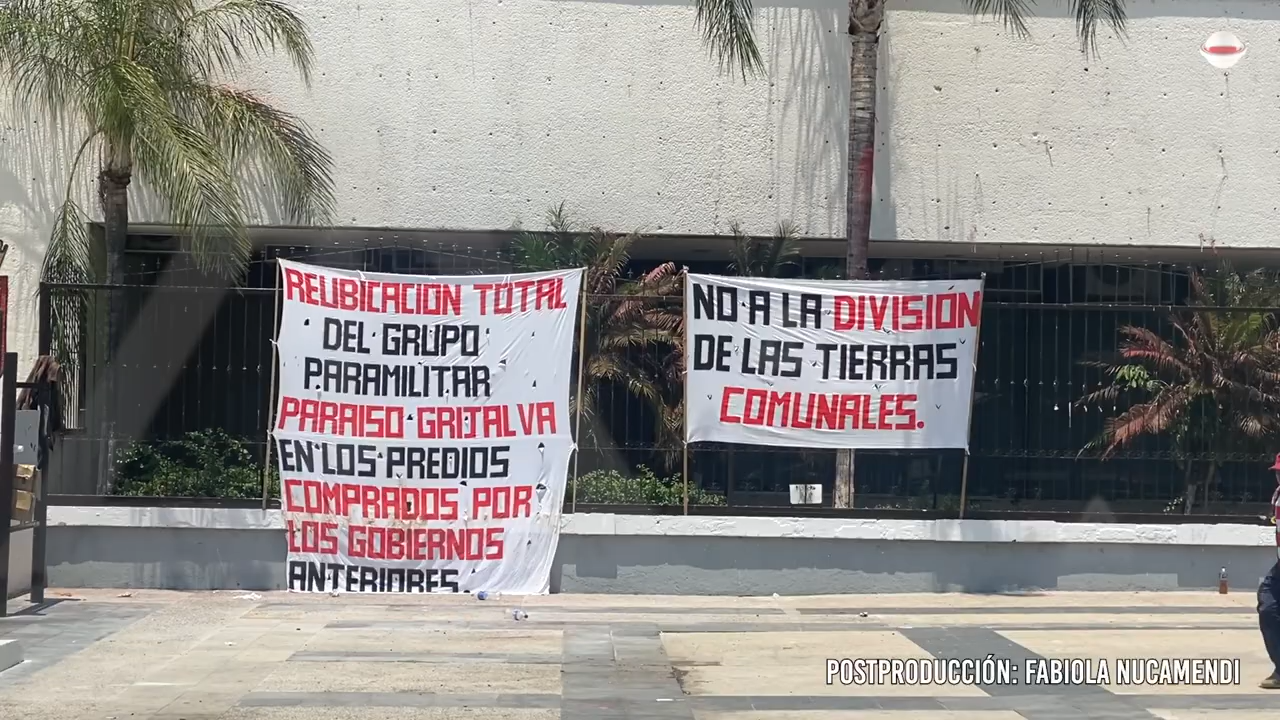 REUBICACION TOTAL
DEL GRUPO
PARAMILITAR
PARAISO GRIJALVA
EN LOS PREDIOS
COMPRADOS POR
LOS GOBIERNOS
ANTERIORES.
NO A LA DIVISION
DE LAS TIERRAS
COMUNALES.
POSTPRODUCCIÓN: FABIOLA NUCAMENDI